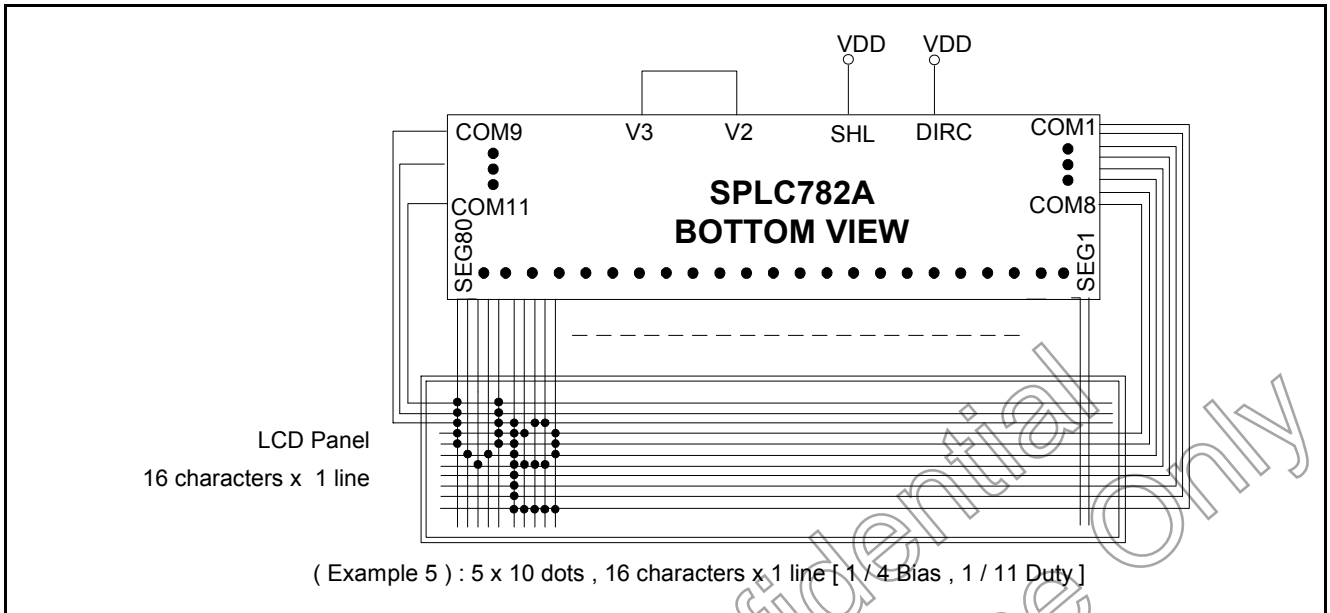 VDD VDD
COM9 V3 V2 SHL DIRC COM1
SPLC782A
COM11 COM8
BOTTOM VIEW
SEG80 SEG1
LCD Panel
16 characters x 1 line
( Example 5 ) : 5 x 10 dots , 16 characters x 1 line [ 1 / 4 Bias , 1 / 11 Duty ]
Only